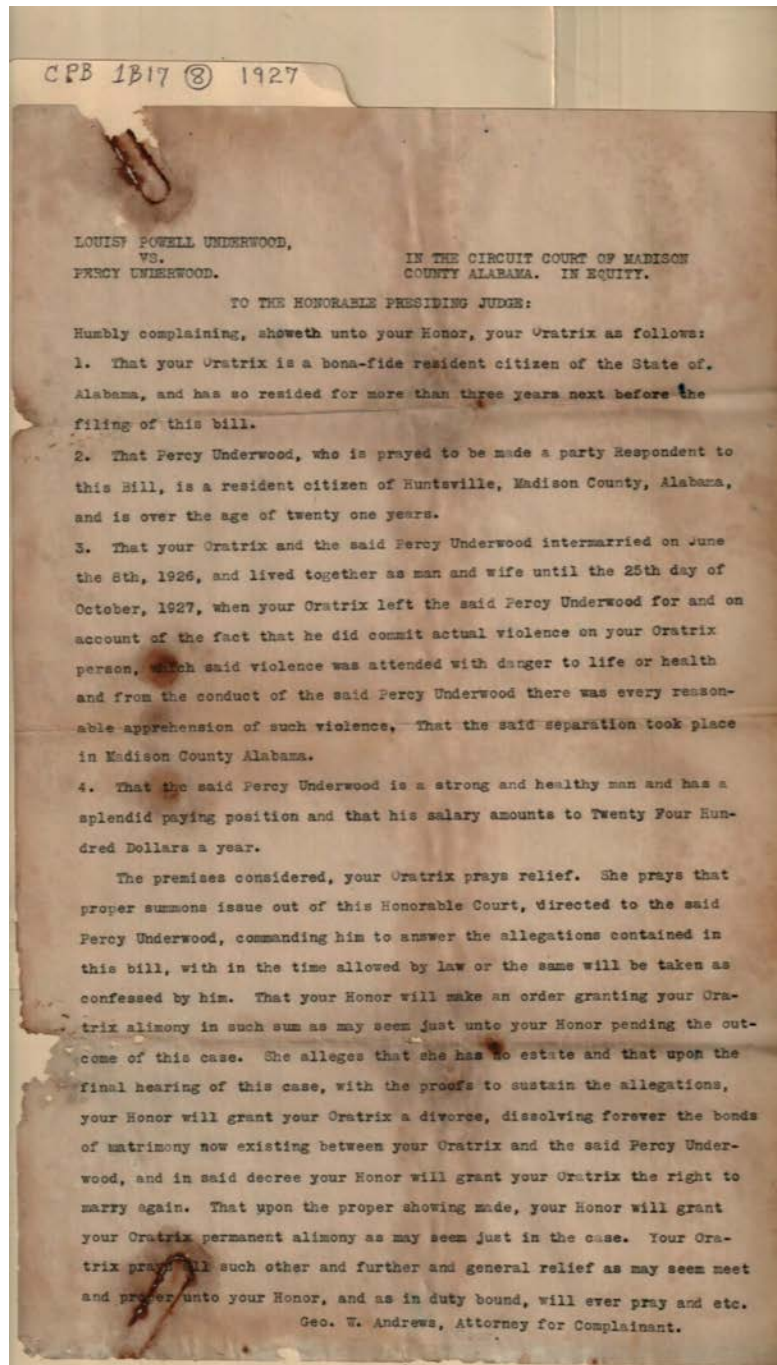 CPB 1B17 (8) 1927
LOUISE POWELL UNDERWOOD,
VS.
PERCY UNDERWOOD.
IN THE CIRCUIT COURT OF MADISON
COUNTY ALABAMA. IN EQUITY.
TO THE HONORABLE PRESIDING JUDGE:
Humbly complaining, showeth unto your Honor, your Oratrix as follows:
1. That your Oratrix is a bona-fide resident citizen of the State of.
Alabama, and has so resided for more than three years next before the
filing of this bill.
2. That Percy Underwood, who is prayed to be made a party Respondent to
this Bill, is a resident citizen of Huntsville, Madison County, Alabama,
and is over the age of twenty one years.
3. That your Oratrix and the said Percy Underwood intermarried on June
the 8th, 1926, and lived together as man and wife until the 25th day of
October, 1927, when your Oratrix left the said Percy Underwood for and on
account of the fact that he did commit actual violence on your Oratrix
person, which said violence was attended with danger to life or health
and from the conduct of the said Percy Underwood there was every reason-
able apprehension of such violence, That the said separation took place
in Madison County Alabama.
4. That the said Percy Underwood is a strong and healthy man and has a
splendid paying position and that his salary amounts to Twenty Four Hun-
dred Dollars a year.
The premises considered, your Oratrix prays relief. She prays that
proper summons issue out of this Honorable Court, directed to the said
Percy Underwood, commanding him to answer the allegations contained in
this bill, with in the time allowed by law or the same will be taken as
confessed by him. That your Honor will make an order granting your Ora-
trix alimony in such sum as may seem just unto your Honor pending the out-
come of this case. She alleges that she has no estate and that upon the
final hearing of this case, with the proofs to sustain the allegations,
your Honor will grant your Oratrix a divorce, dissolving forever the bonds
of matrimony now existing between your Oratrix and the said Percy Under-
wood, and in said decree your Honor will grant your Oratrix the right to
marry again. That upon the proper showing made, your Honor will grant
your Oratrix permanent alimony as may seem just in the case. Your Ora-
trix prays all such other and further and general relief as may seem meet
and proper unto your Honor, and as in duty bound, will ever pray and etc.
Geo. W. Andrews, Attorney for Complainant.